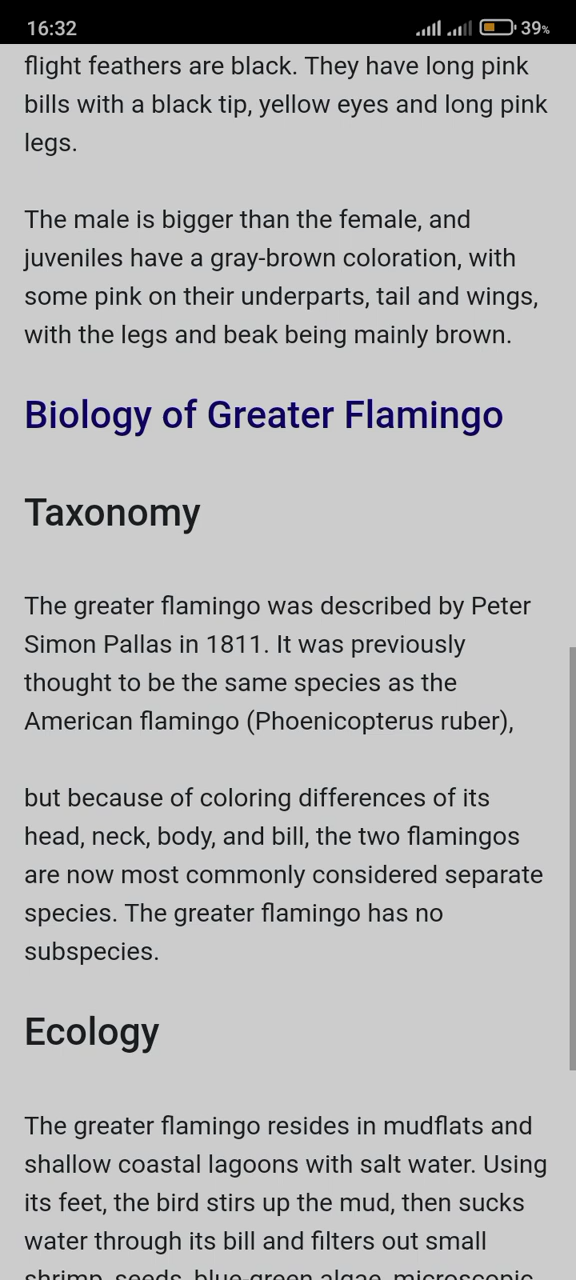 16:32
39%
flight feathers are black. They have long pink
bills with a black tip, yellow eyes and long pink
legs.
The male is bigger than the female, and
juveniles have a gray-brown coloration, with
some pink on their underparts, tail and wings,
with the legs and beak being mainly brown.
Biology of Greater Flamingo
Taxonomy
The greater flamingo was described by Peter
Simon Pallas in 1811. It was previously
thought to be the same species as the
American flamingo (Phoenicopterus ruber),
but because of coloring differences of its
head, neck, body, and bill, the two flamingos
are now most commonly considered separate
species. The greater flamingo has no
subspecies.
Ecology
The greater flamingo resides in mudflats and
shallow coastal lagoons with salt water. Using
its feet, the bird stirs up the mud, then sucks
water through its bill and filters out small
shrimp, seeds, blue-green algae, microscopic